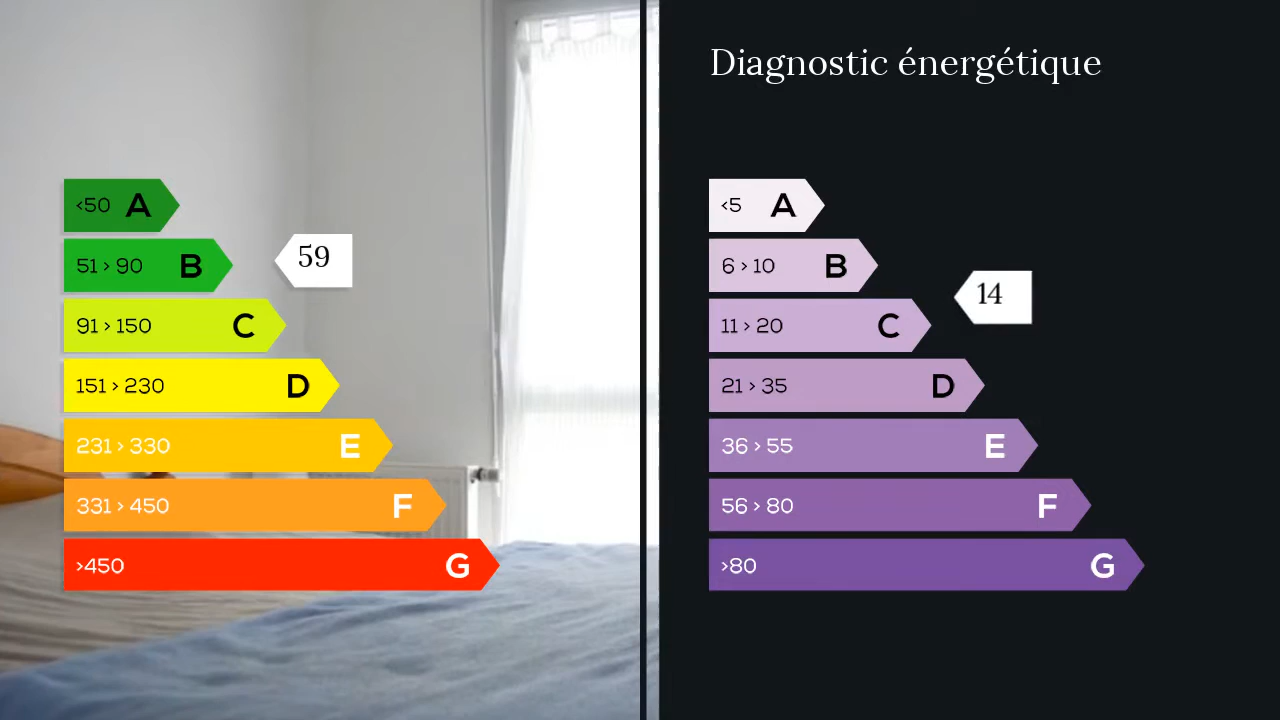 Diagnostic énergétique
<50 A
51 > 90 B
59
91 > 150 C
151 > 230 D
231 > 330 E
331 > 450 F
>450 G
<5 A
6 > 10 B
14
11 > 20 C
21 > 35 D
36 > 55 E
56 > 80 F
>80 G